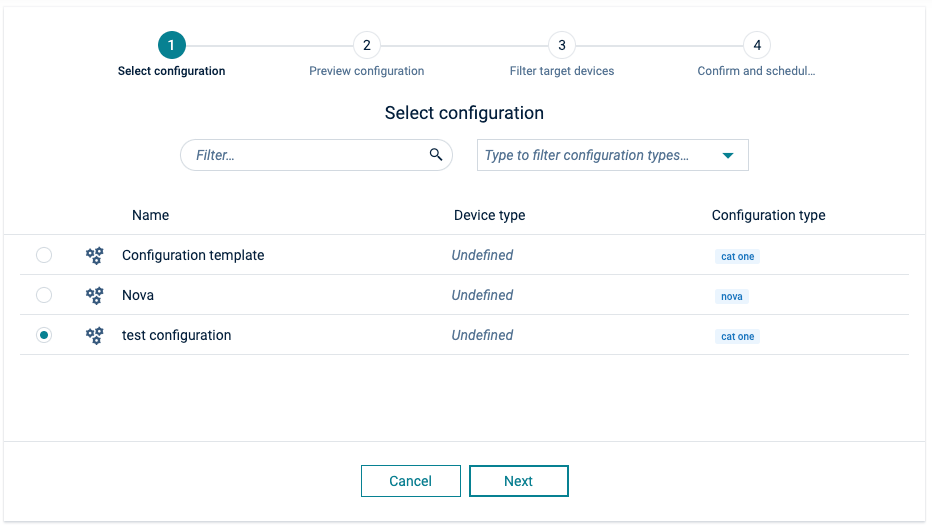 1 2 3 4
Select configuration Preview configuration Filter target devices Confirm and schedul...
Select configuration
Filter... Type to filter configuration types...
Name Device type Configuration type
Configuration template Undefined cat one
Nova Undefined nova
test configuration Undefined cat one
Cancel Next